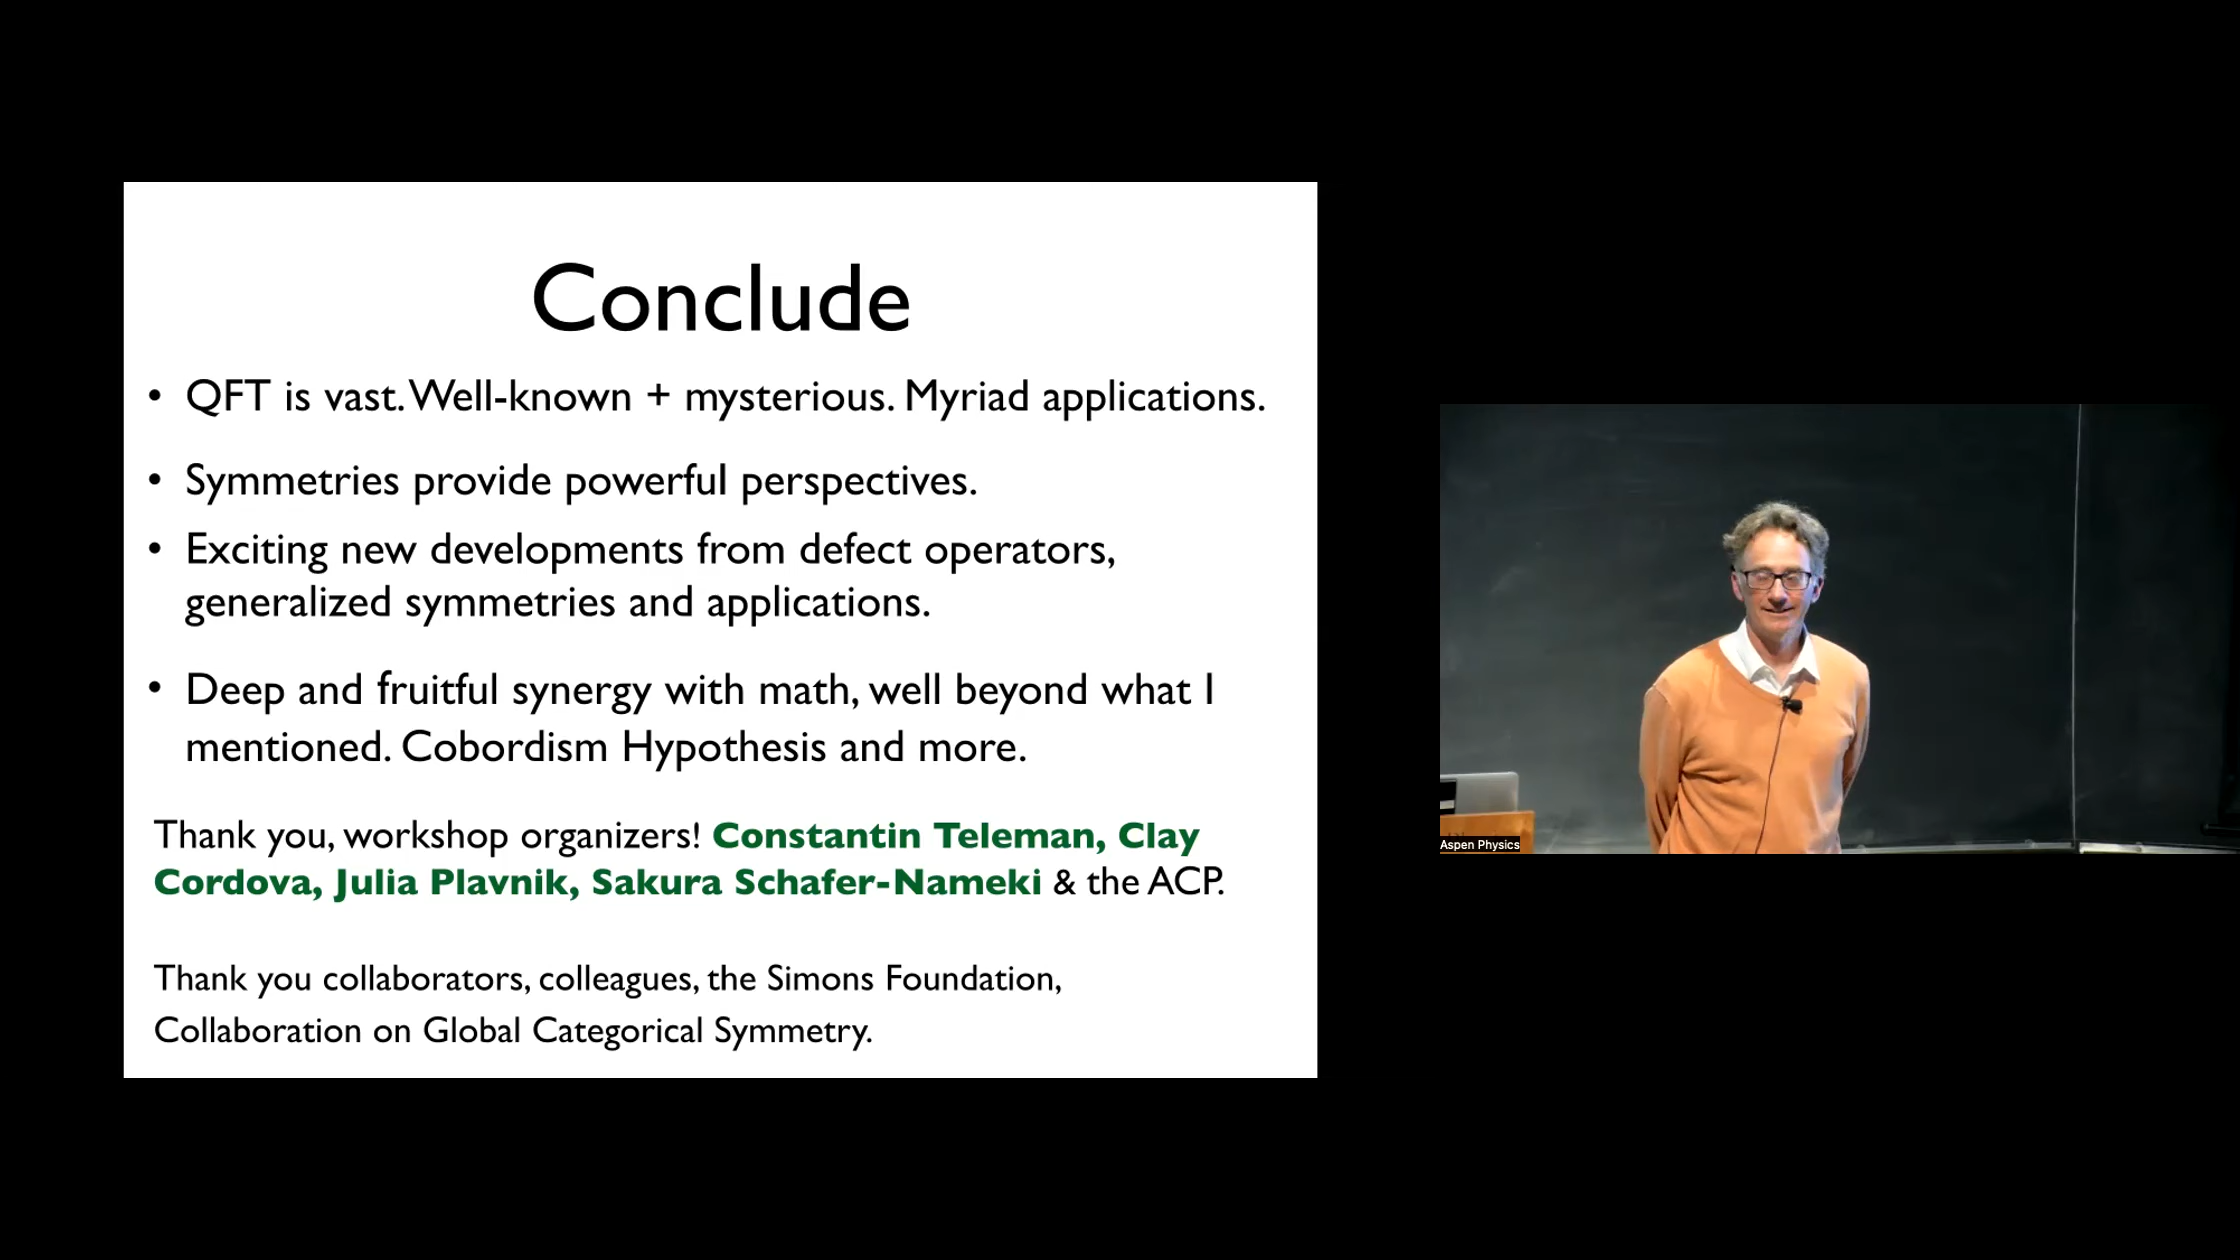 Conclude
• QFT is vast. Well-known + mysterious. Myriad applications.
• Symmetries provide powerful perspectives.
• Exciting new developments from defect operators,
generalized symmetries and applications.
• Deep and fruitful synergy with math, well beyond what I
mentioned. Cobordism Hypothesis and more.
Thank you, workshop organizers! Constantin Teleman, Clay
Cordova, Julia Plavnik, Sakura Schafer-Nameki & the ACP.
Thank you collaborators, colleagues, the Simons Foundation,
Collaboration on Global Categorical Symmetry.
Aspen Physics